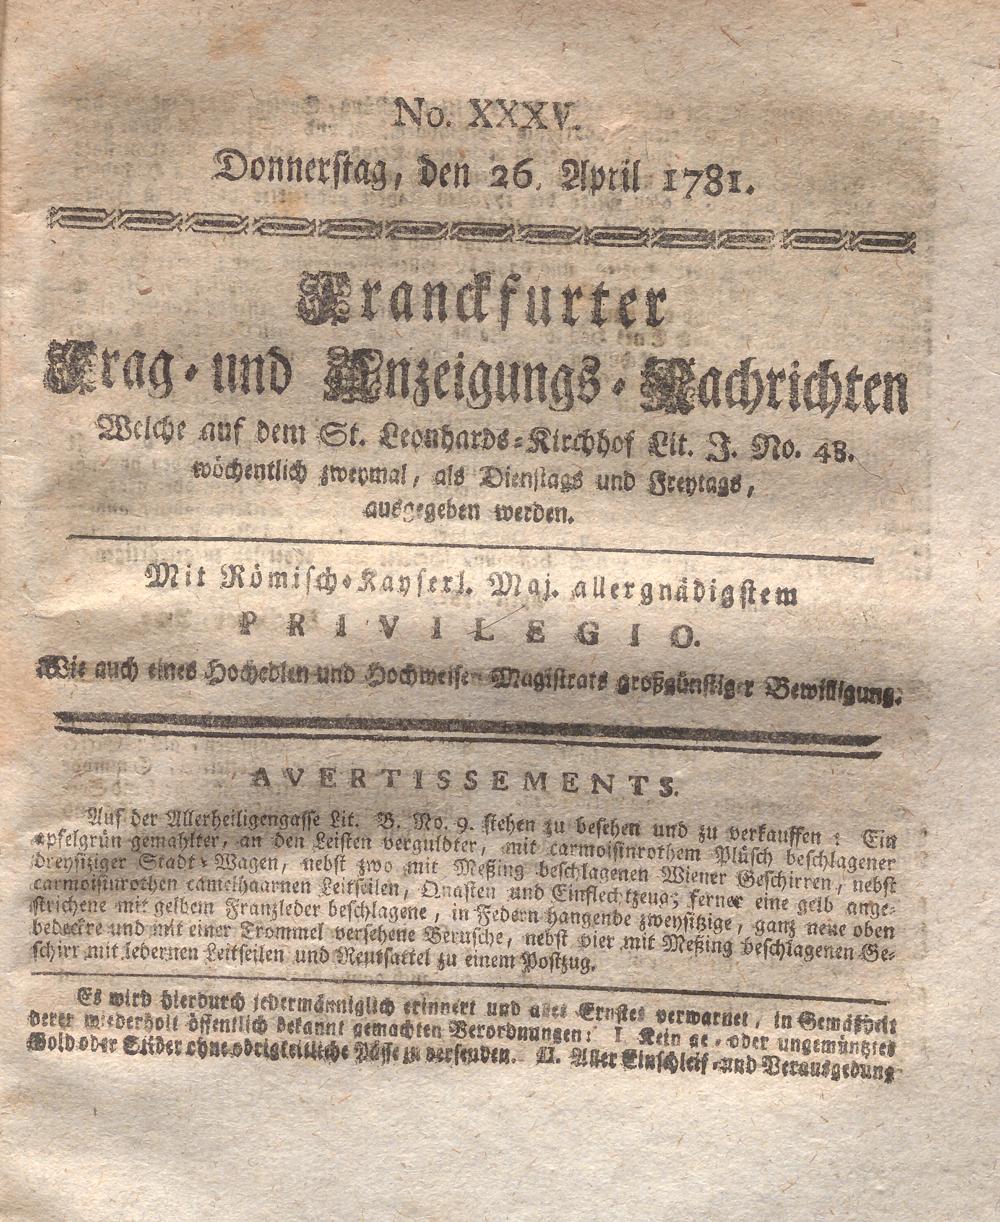 No. XXXV.
Donnerstag, den 26. April 1781.
Franckfurter
Frag- und Anzeigungs-Nachrichten
Welche auf dem St. Leonhards-Kirchhof Lit. J. No. 48.
wöchentlich zweymal, als Dienstags und Freytags,
ausgegeben werden.
Mit Römisch-Kayserl. Maj. allergnädigstem
PRIVILEGIO.
Wie auch eines Hochedlen und Hochweisen Magistrats großgünstiger Bewilligung.
AVERTISSEMENTS.
Auf der Allerheiligengasse Lit. B. No. 9. stehen zu besehen und zu verkauffen: Ein
apfelgrün gemahlter, an den Leisten verguldter, mit carmoisinrothem Plüsch beschlagener
dreysitziger Stadt-Wagen, nebst zwo mit Meßing beschlagenen Wiener Geschirren, nebst
carmoisinrothen camelhaarnen Leitseilen, Quasten und Einflechtzeug; ferner eine gelb ange-
strichene mit gelbem Franzleder beschlagene, in Federn hangende zweysitzige, ganz neue oben
bedeckte und mit einer Trommel versehene Berusche, nebst vier mit Meßing beschlagenen Ge-
schirr mit ledernen Leitseilen und Reutsattel zu einem Postzug.
Es wird hierdurch jedermänniglich erinnert und alles Ernstes verwarnet, in Gemäßheit
derer wiederholt öffentlich bekannt gemachten Verordnungen: I. Kein ge- oder ungemünztes
Gold oder Silder ohne obrigkeitliche Pässe zu versenden. II. Aller Einschleif- und Verausgebung